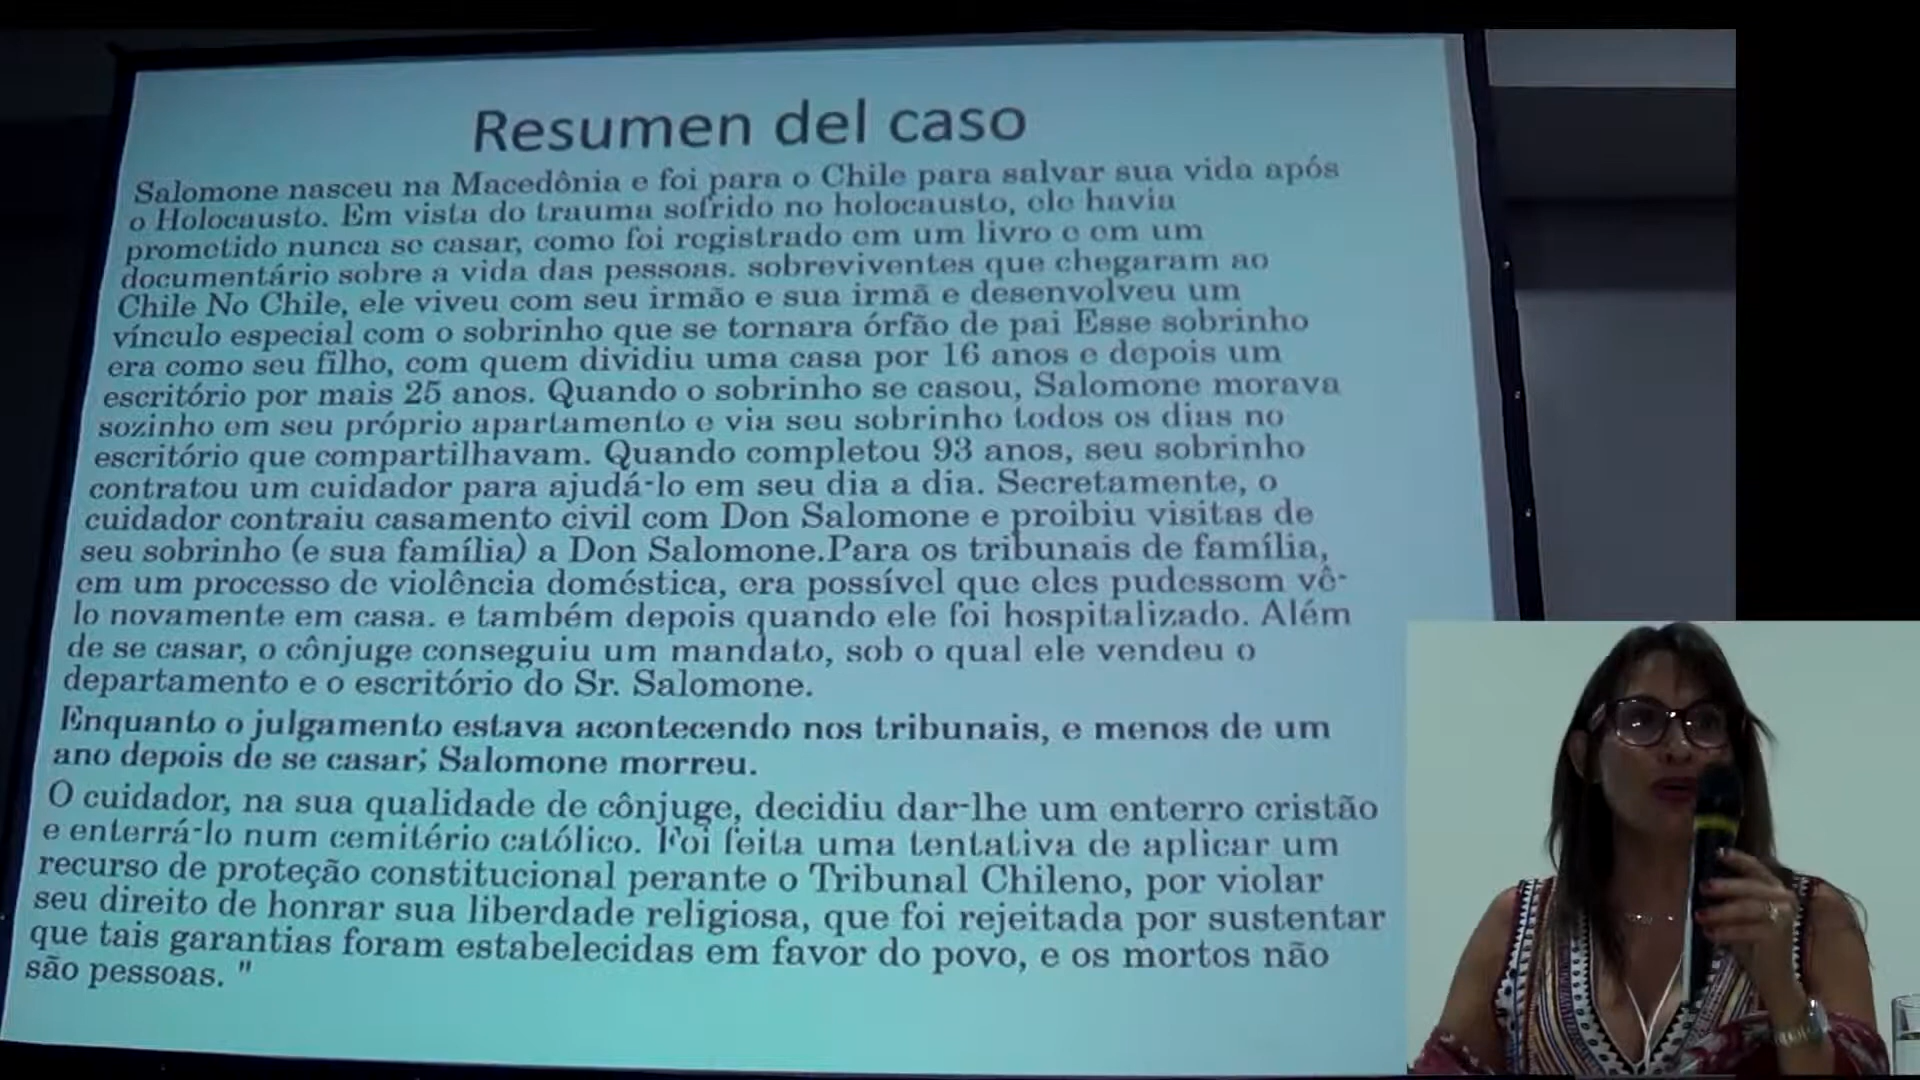 Resumen del caso
Salomone nasceu na Macedônia e foi para o Chile para salvar sua vida após
o Holocausto. Em vista do trauma sofrido no holocausto, ele havia
prometido nunca se casar, como foi registrado em um livro e em um
documentário sobre a vida das pessoas. sobreviventes que chegaram ao
Chile No Chile, ele viveu com seu irmão e sua irmã e desenvolveu um
vínculo especial com o sobrinho que se tornara órfão de pai Esse sobrinho
era como seu filho, com quem dividiu uma casa por 16 anos e depois um
escritório por mais 25 anos. Quando o sobrinho se casou, Salomone morava
sozinho em seu próprio apartamento e via seu sobrinho todos os dias no
escritório que compartilhavam. Quando completou 93 anos, seu sobrinho
contratou um cuidador para ajudá-lo em seu dia a dia. Secretamente, o
cuidador contraiu casamento civil com Don Salomone e proibiu visitas de
seu sobrinho (e sua família) a Don Salomone.Para os tribunais de família,
em um processo de violência doméstica, era possível que eles pudessem vê-
lo novamente em casa. e também depois quando ele foi hospitalizado. Além
de se casar, o cônjuge conseguiu um mandato, sob o qual ele vendeu o
departamento e o escritório do Sr. Salomone.
Enquanto o julgamento estava acontecendo nos tribunais, e menos de um
ano depois de se casar; Salomone morreu.
O cuidador, na sua qualidade de cônjuge, decidiu dar-lhe um enterro cristão
e enterrá-lo num cemitério católico. Foi feita uma tentativa de aplicar um
recurso de proteção constitucional perante o Tribunal Chileno, por violar
seu direito de honrar sua liberdade religiosa, que foi rejeitada por sustentar
que tais garantias foram estabelecidas em favor do povo, e os mortos não
são pessoas. "